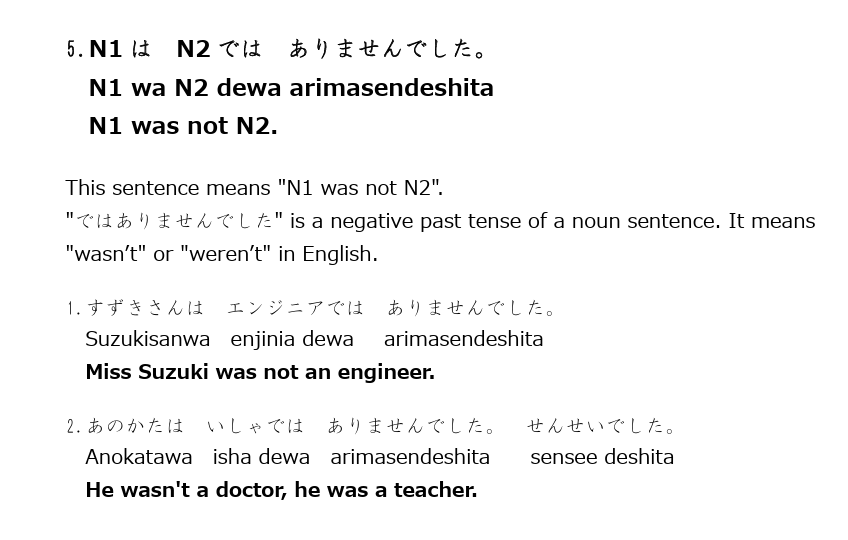 5.N1 は　N2 では　ありませんでした。
N1 wa N2 dewa arimasendeshita
N1 was not N2.
This sentence means "N1 was not N2".
"ではありませんでした" is a negative past tense of a noun sentence. It means
"wasn’t" or "weren’t" in English.
1.すずきさんは　エンジニアでは　ありませんでした。
Suzukisanwa enjinia dewa arimasendeshita
Miss Suzuki was not an engineer.
2.あのかたは　いしゃでは　ありませんでした。　せんせいでした。
Anokatawa isha dewa arimasendeshita sensee deshita
He wasn't a doctor, he was a teacher.